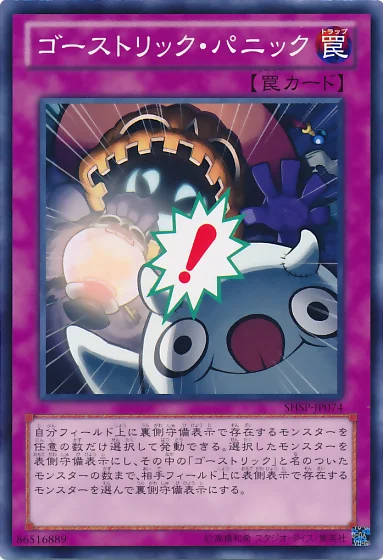 ゴーストリック・パニック
罠
トラップ
【罠カード】
!
SHSP-JP074
自分フィールド上に裏側守備表示で存在するモンスターを
任意の数だけ選択して発動できる。選択したモンスターを
表側守備表示にし、その中の「ゴーストリック」と名のついた
モンスターの数まで、相手フィールド上に表側表示で存在する
モンスターを選んで裏側守備表示にする。
86516889
©高橋和希 スタジオ・ダイス/集英社